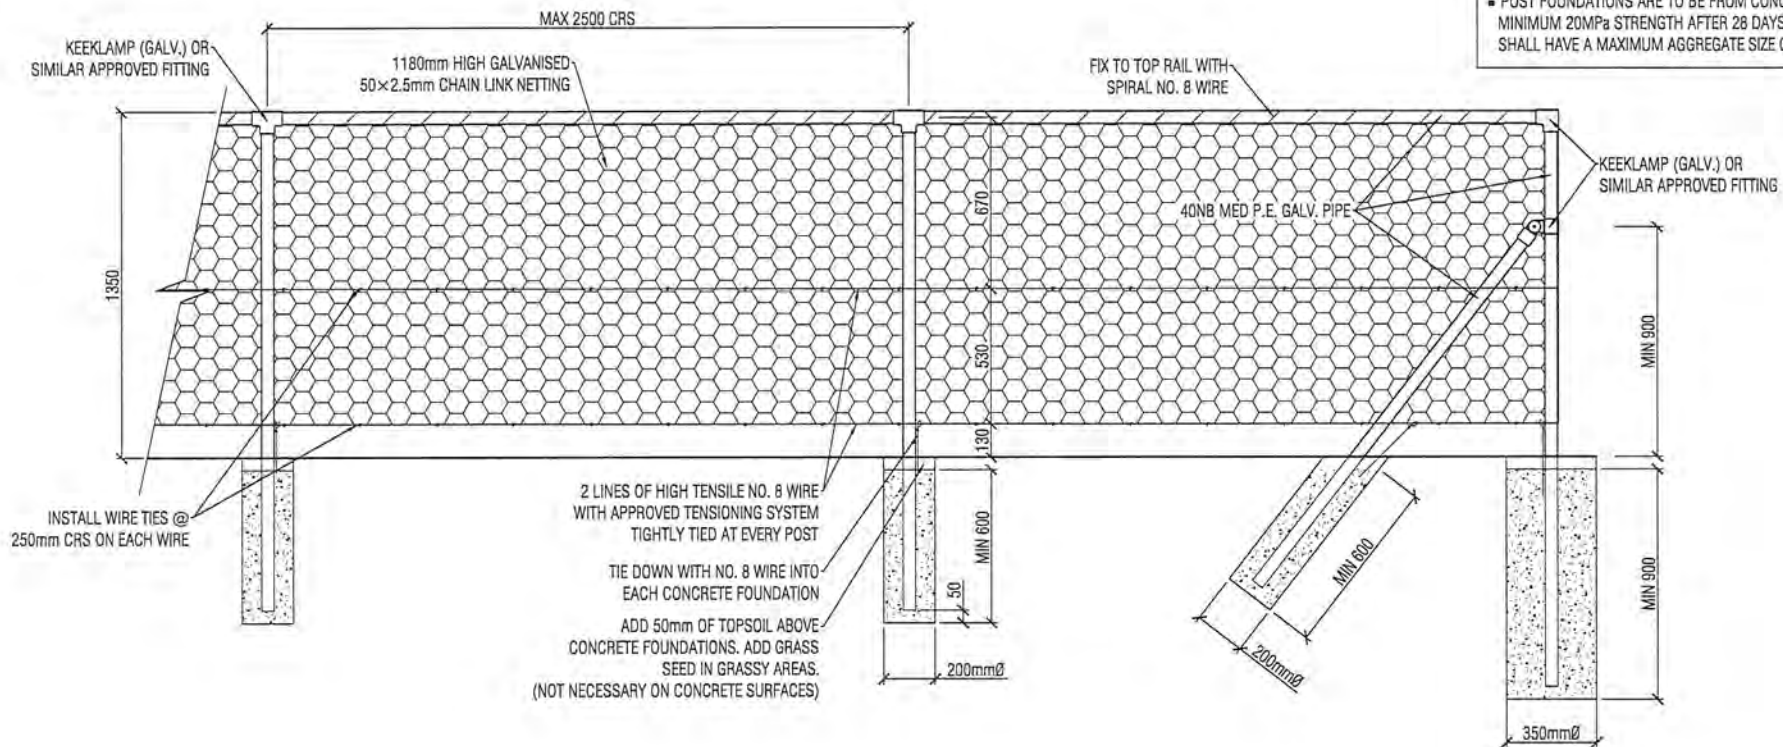 MAX 2500 CRS
KEEKLAMP (GALV.) OR
SIMILAR APPROVED FITTING
1180mm HIGH GALVANISED
50×2.5mm CHAIN LINK NETTING
FIX TO TOP RAIL WITH
SPIRAL NO. 8 WIRE
▪ POST FOUNDATIONS ARE TO BE FROM
MINIMUM 20MPa STRENGTH AFTER 28 DAYS
SHALL HAVE A MAXIMUM AGGREGATE SIZE
KEEKLAMP (GALV.) OR
SIMILAR APPROVED FITTING
40NB MED P.E. GALV. PIPE
1350
670
530
130
MIN 900
INSTALL WIRE TIES @
250mm CRS ON EACH WIRE
2 LINES OF HIGH TENSILE NO. 8 WIRE
WITH APPROVED TENSIONING SYSTEM
TIGHTLY TIED AT EVERY POST
TIE DOWN WITH NO. 8 WIRE INTO
EACH CONCRETE FOUNDATION
ADD 50mm OF TOPSOIL ABOVE
CONCRETE FOUNDATIONS. ADD GRASS
SEED IN GRASSY AREAS.
(NOT NECESSARY ON CONCRETE SURFACES)
MIN 600
50
200mmØ
MIN 600
200mmØ
MIN 900
350mmØ